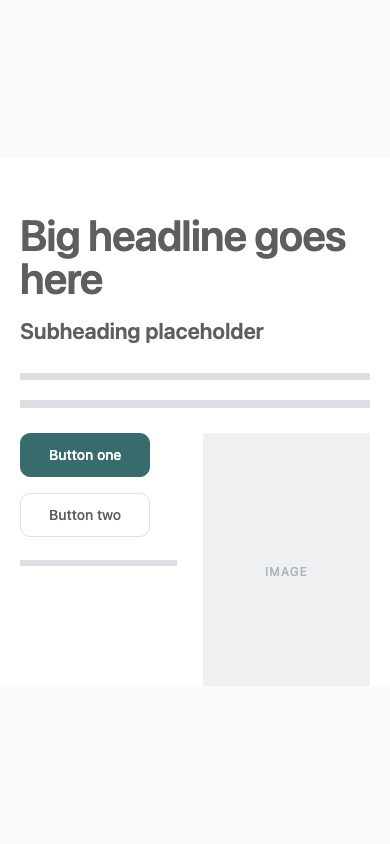 Big headline goes
here
Subheading placeholder
Button one
Button two
IMAGE